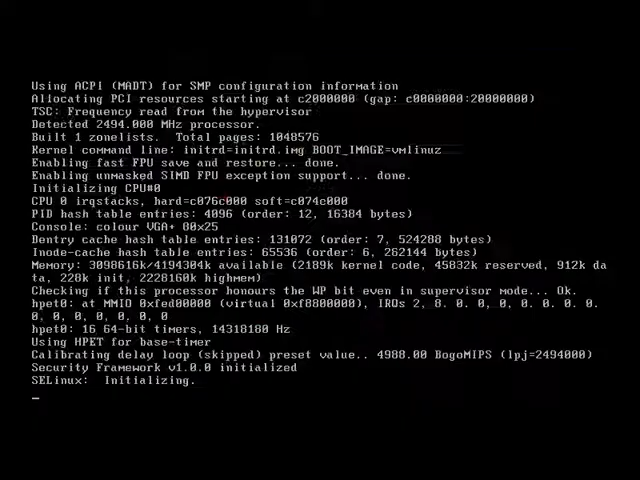 Using ACPI (MADT) for SMP configuration information
Allocating PCI resources starting at c2000000 (gap: c0000000:20000000)
TSC: Frequency read from the hypervisor
Detected 2494.000 MHz processor.
Built 1 zonelists.  Total pages: 1048576
Kernel command line: initrd=initrd.img BOOT_IMAGE=vmlinuz
Enabling fast FPU save and restore... done.
Enabling unmasked SIMD FPU exception support... done.
Initializing CPU#0
CPU 0 irqstacks, hard=c076c000 soft=c074c000
PID hash table entries: 4096 (order: 12, 16384 bytes)
Console: colour VGA+ 80x25
Dentry cache hash table entries: 131072 (order: 7, 524288 bytes)
Inode-cache hash table entries: 65536 (order: 6, 262144 bytes)
Memory: 3098616k/4194304k available (2189k kernel code, 45832k reserved, 912k da
ta, 228k init, 2228160k highmem)
Checking if this processor honours the WP bit even in supervisor mode... Ok.
hpet0: at MMIO 0xfed00000 (virtual 0xf8800000), IRQs 2, 8, 0, 0, 0, 0, 0, 0,
0, 0, 0, 0, 0, 0, 0
hpet0: 16 64-bit timers, 14318180 Hz
Using HPET for base-timer
Calibrating delay loop (skipped) preset value.. 4988.00 BogoMIPS (lpj=2494000)
Security Framework v1.0.0 initialized
SELinux:  Initializing.
_